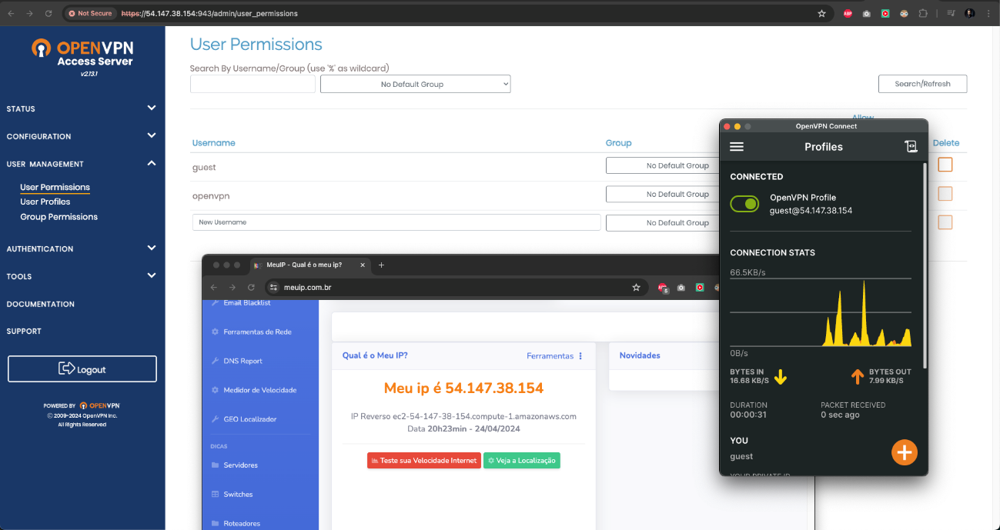 Not Secure https://54.147.38.154:943/admin/user_permissions
OPENVPN
Access Server
v2.13.1
STATUS
CONFIGURATION
USER MANAGEMENT
User Permissions
User Profiles
Group Permissions
AUTHENTICATION
TOOLS
DOCUMENTATION
SUPPORT
Logout
POWERED BY OPENVPN
© 2009-2024 OpenVPN Inc.
All Rights Reserved
User Permissions
Search By Username/Group (use '%' as wildcard)
No Default Group
Search/Refresh
Allow
Username Group Delete
guest No Default Group
openvpn No Default Group
New Username No Default Group
MeuIP - Qual é o meu ip?
meuip.com.br
Email Blacklist
Ferramentas de Rede
DNS Report
Medidor de Velocidade
GEO Localizador
DICAS
Servidores
Switches
Roteadores
Qual é o Meu IP? Ferramentas
Meu ip é 54.147.38.154
IP Reverso ec2-54-147-38-154.compute-1.amazonaws.com
Data 20h23min - 24/04/2024
Teste sua Velocidade Internet Veja a Localização
Novidades
OpenVPN Connect
Profiles
CONNECTED
OpenVPN Profile
guest@54.147.38.154
CONNECTION STATS
66.5KB/s
0B/s
BYTES IN
16.68 KB/S
BYTES OUT
7.99 KB/S
DURATION
00:00:31
PACKET RECEIVED
0 sec ago
YOU
guest
YOUR PRIVATE IP